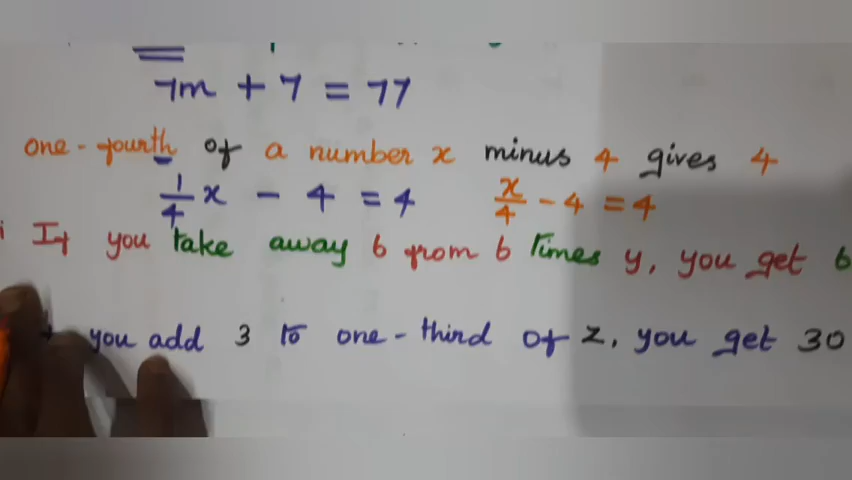 7m + 7 = 77
one-fourth of a number x minus 4 gives 4
1/4 x - 4 = 4 x/4 - 4 = 4
If you take away 6 from 6 times y, you get 6
you add 3 to one-third of z, you get 30